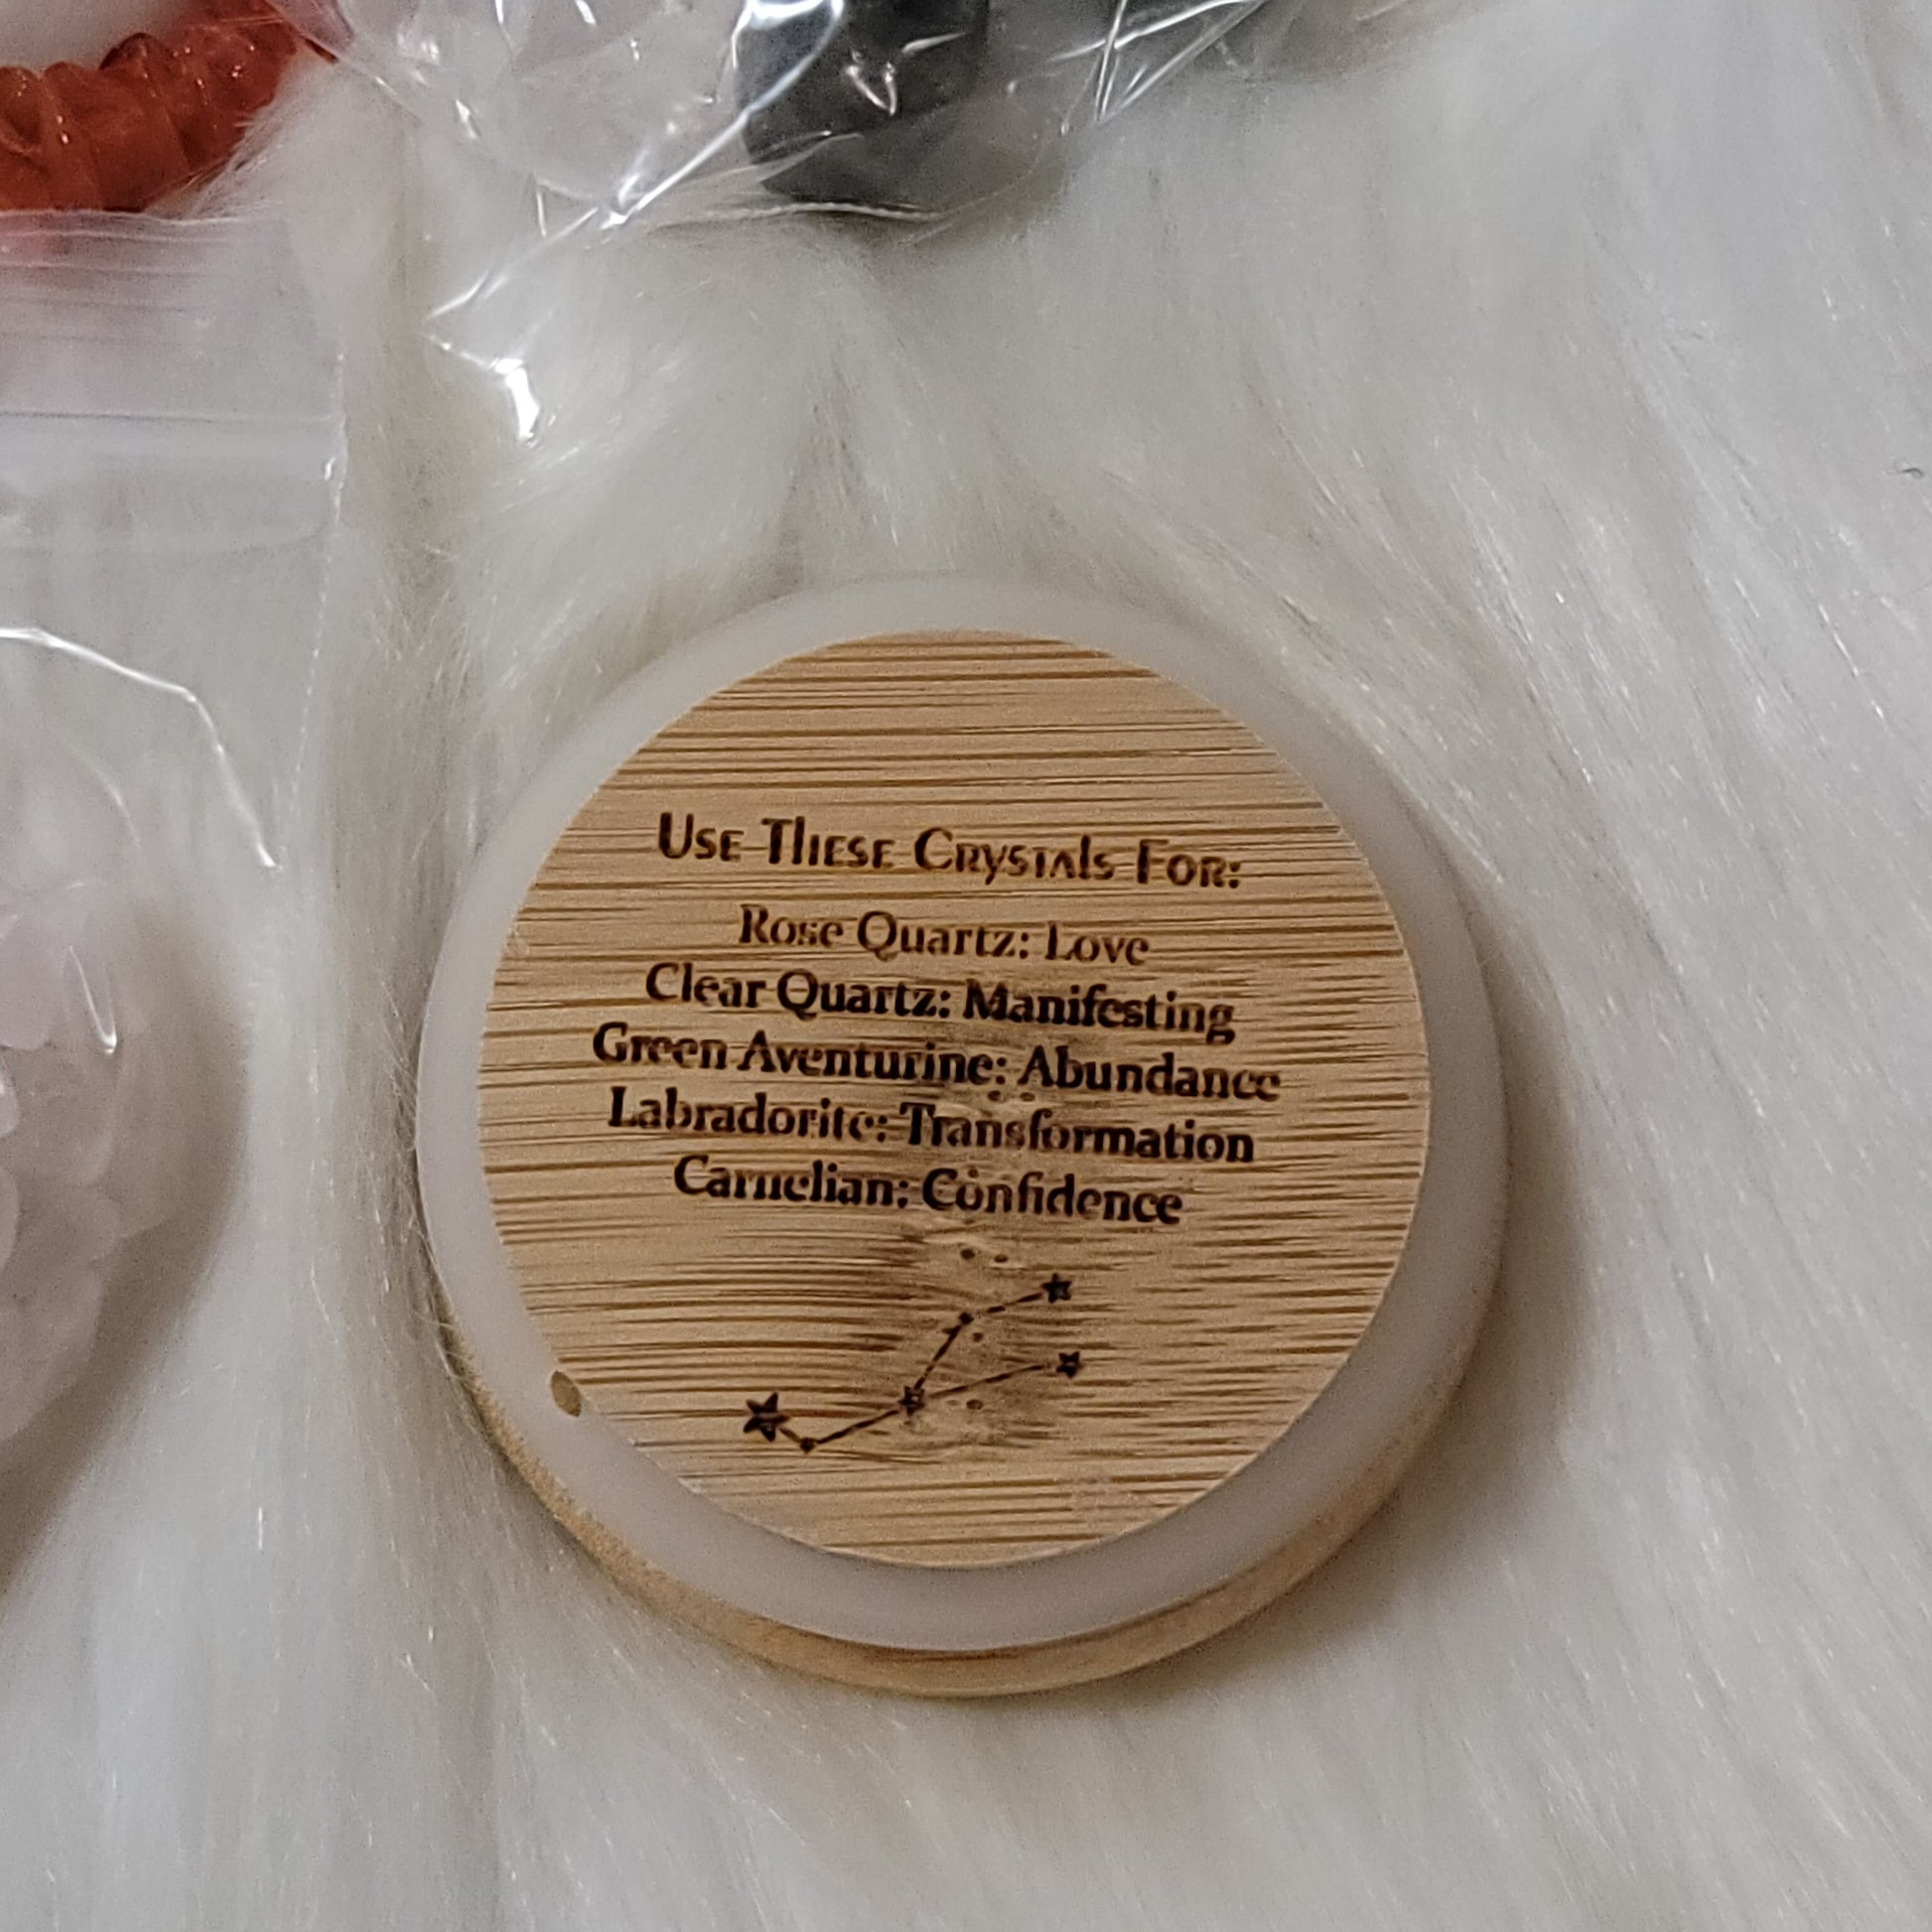 Use These Crystals For:
Rose Quartz: Love
Clear Quartz: Manifesting
Green Aventurine: Abundance
Labradorite: Transformation
Carnelian: Confidence